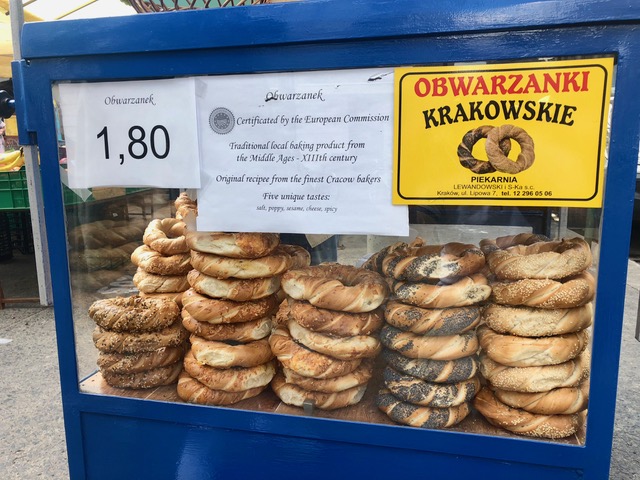 Obwarzanek
1,80
Obwarzanek
Certificated by the European Commission
Traditional local baking product from
the Middle Ages - XIIIth century
Original recipee from the finest Cracow bakers
Five unique tastes:
salt, poppy, sesame, cheese, spicy
OBWARZANKI
KRAKOWSKIE
PIEKARNIA
LEWANDOWSKI i S-Ka s.c.
Kraków, ul. Lipowa 7, tel. 12 296 05 06